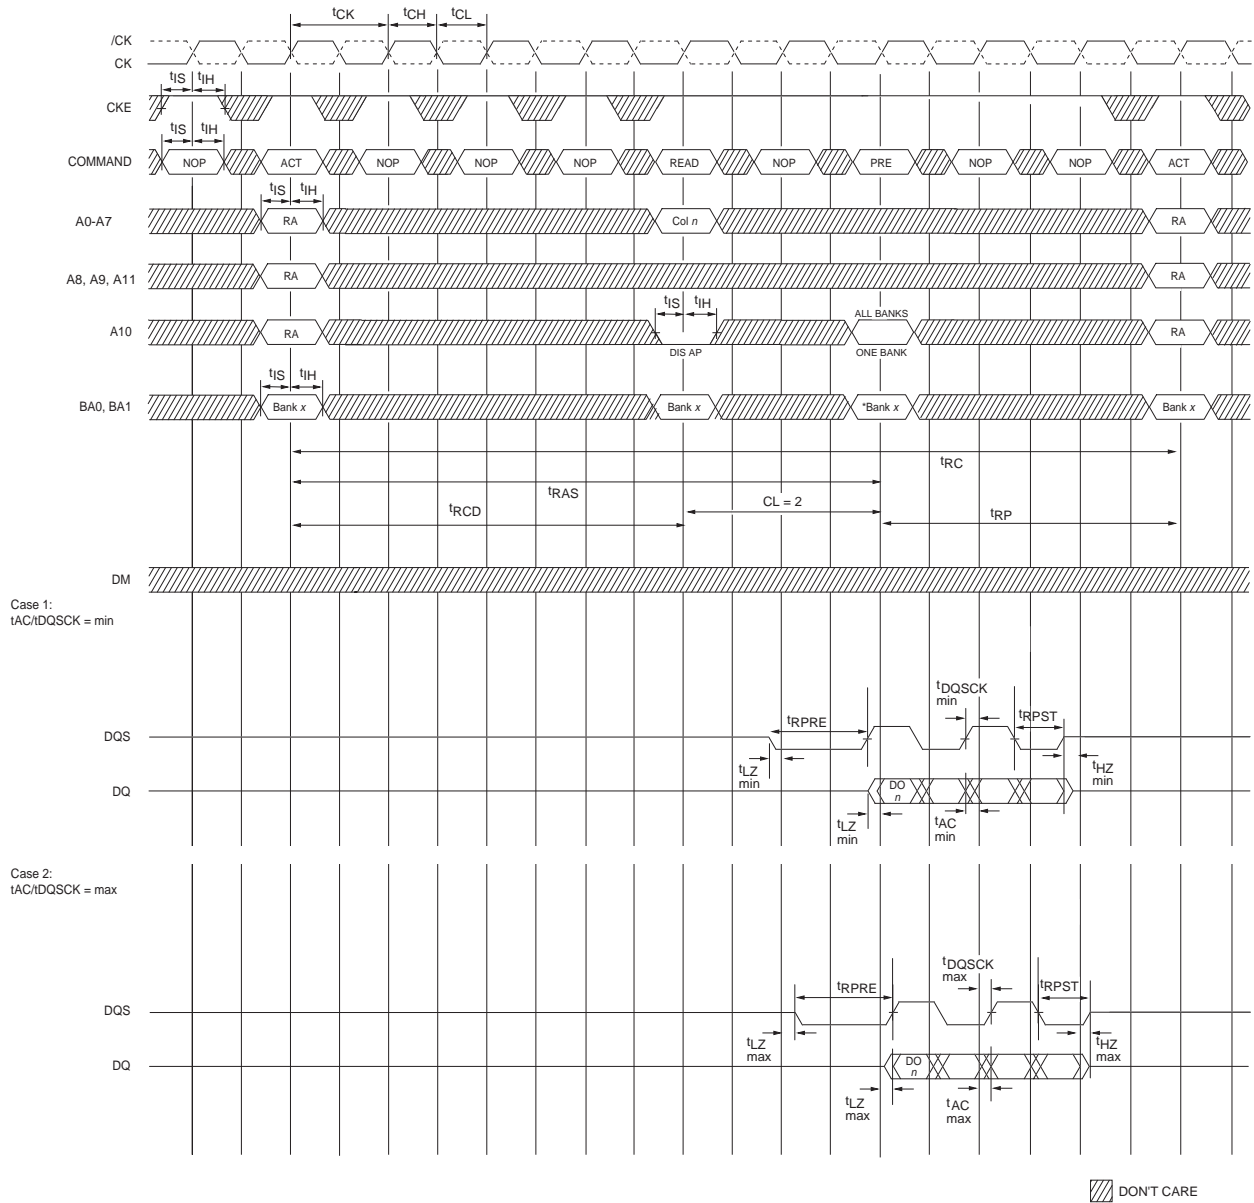 tCK tCH tCL
/CK
CK
tIS tIH
CKE
tIS tIH
COMMAND NOP ACT NOP NOP NOP READ NOP PRE NOP NOP ACT
tIS tIH
A0-A7 RA Col n RA
A8, A9, A11 RA RA
tIS tIH ALL BANKS
A10 RA RA
DIS AP ONE BANK
tIS tIH
BA0, BA1 Bank x Bank x *Bank x Bank x
tRC
tRAS
CL = 2
tRCD tRP
DM
Case 1:
tAC/tDQSCK = min
tDQSCK
min
tRPRE tRPST
DQS
tLZ
min
tHZ
min
DQ DO
n
tLZ
min
tAC
min
Case 2:
tAC/tDQSCK = max
tDQSCK
max
tRPRE tRPST
DQS
tLZ
max
tHZ
max
DQ DO
n
tLZ
max
tAC
max
DON'T CARE